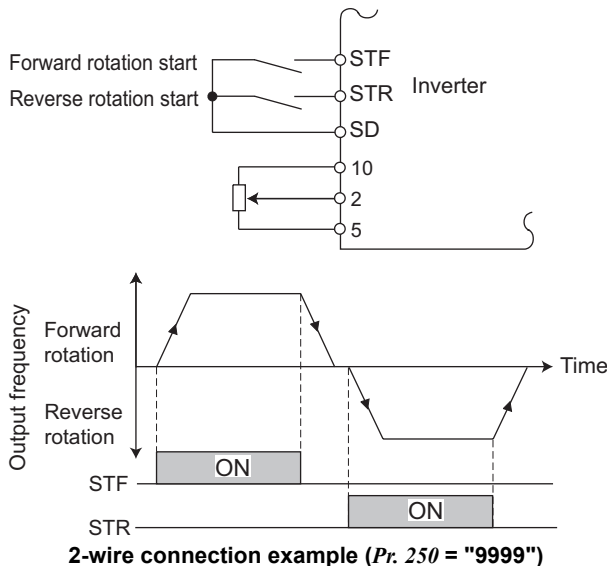 Forward rotation start
Reverse rotation start
STF
STR
Inverter
SD
10
2
5
Output frequency
Forward
rotation
Time
Reverse
rotation
ON
STF
ON
STR
2-wire connection example (Pr. 250 = "9999")